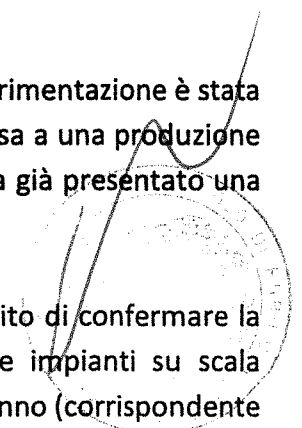 rimentazione è stata
sa a una produzione
a già presentato una
ito di confermare la
e impianti su scala
nno (corrispondente